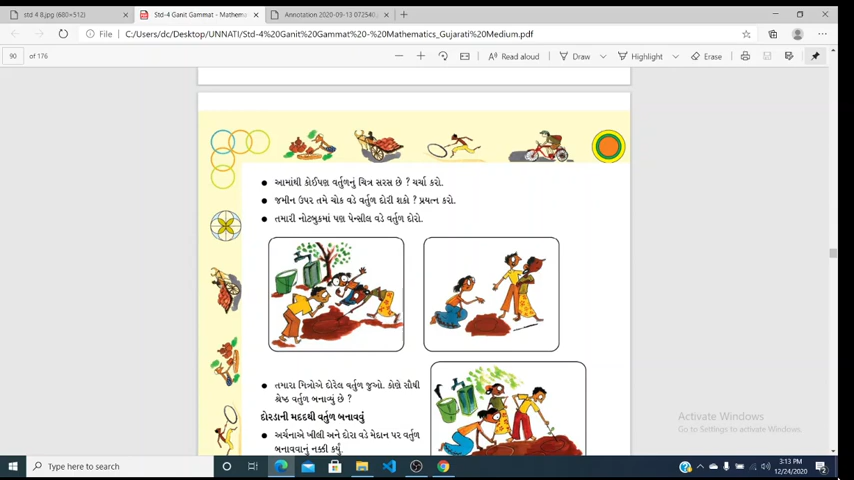 std 4 8.jpg (680×512)
Std-4 Ganit Gammat - Mathema
Annotation 2020-09-13 072540
File
C:/Users/dc/Desktop/UNNATI/Std-4%20Ganit%20Gammat%20-%20Mathematics_Gujarati%20Medium.pdf
90 of 176
Read aloud
Draw
Highlight
Erase
આમાંથી કોઈપણ વર્તુળનું ચિત્ર સરસ છે ? ચર્ચા કરો.
જમીન ઉપર તમે ચોક વડે વર્તુળ દોરી શકો ? પ્રયત્ન કરો.
તમારી નોટબુકમાં પણ પેન્સીલ વડે વર્તુળ દોરો.
તમારા મિત્રોએ દોરેલ વર્તુળ જુઓ. કોણે સૌથી
શ્રેષ્ઠ વર્તુળ બનાવ્યું છે ?
દોરડાની મદદથી વર્તુળ બનાવવું
અર્ચનાએ ખીલી અને દોરા વડે મેદાન પર વર્તુળ
બનાવવાનું નક્કી કર્યું.
Activate Windows
Go to Settings to activate Windows.
Type here to search
3:13 PM
12/24/2020
2